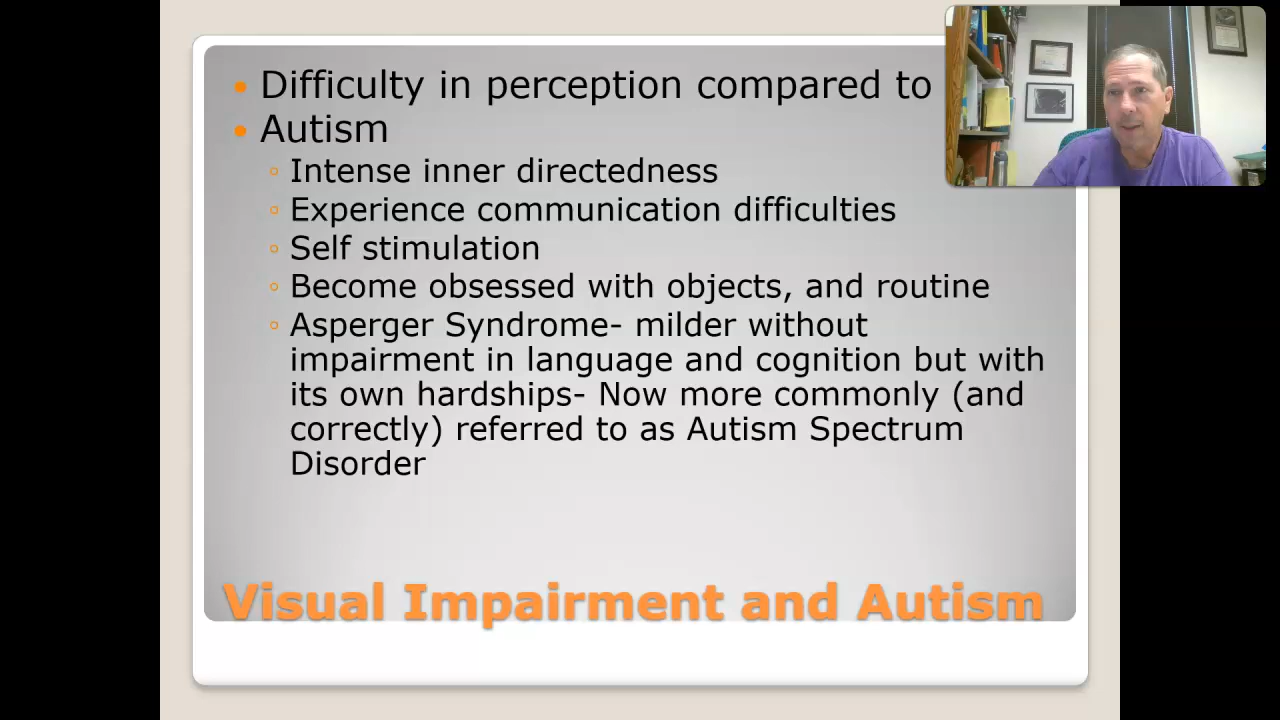 Difficulty in perception compared to
Autism
Intense inner directedness
Experience communication difficulties
Self stimulation
Become obsessed with objects, and routine
Asperger Syndrome- milder without
impairment in language and cognition but with
its own hardships- Now more commonly (and
correctly) referred to as Autism Spectrum
Disorder
Visual Impairment and Autism